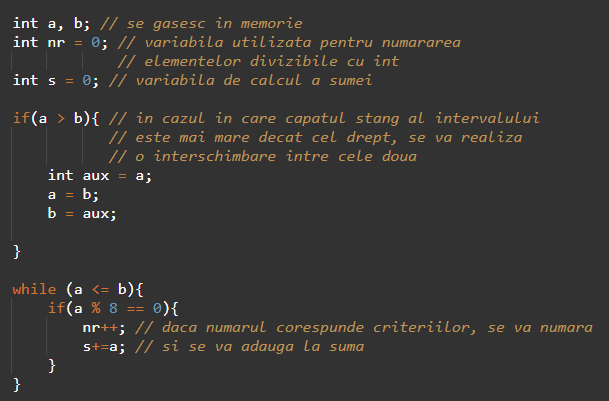 int a, b; // se gasesc in memorie
int nr = 0; // variabila utilizata pentru numararea
// elementelor divizibile cu int
int s = 0; // variabila de calcul a sumei
if(a > b){ // in cazul in care capatul stang al intervalului
// este mai mare decat cel drept, se va realiza
// o interschimbare intre cele doua
int aux = a;
a = b;
b = aux;
}
while (a <= b){
if(a % 8 == 0){
nr++; // daca numarul corespunde criteriilor, se va numara
s+=a; // si se va adauga la suma
}
}